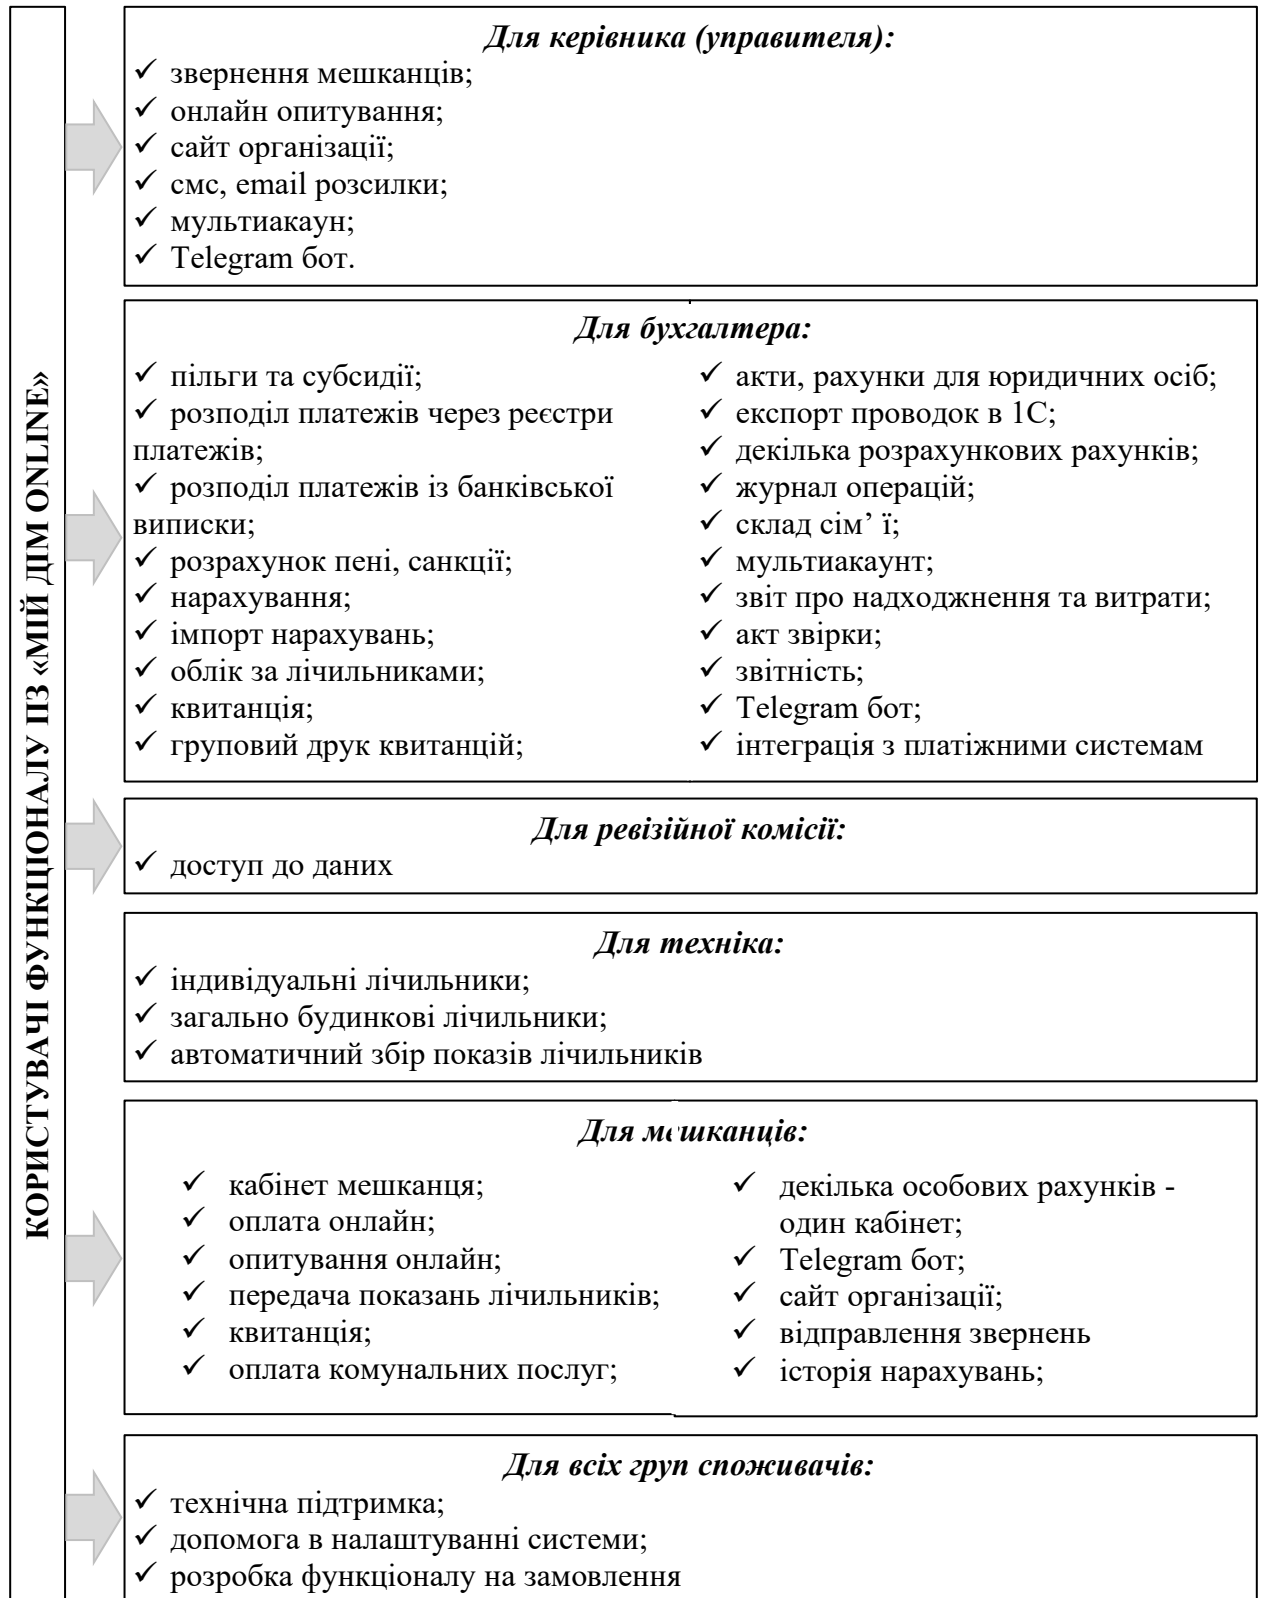 КОРИСТУВАЧІ ФУНКЦІОНАЛУ ПЗ «МІЙ ДІМ ONLINE»
Для керівника (управителя):
✓ звернення мешканців;
✓ онлайн опитування;
✓ сайт організації;
✓ смс, email розсилки;
✓ мультиакаун;
✓ Telegram бот.
Для бухгалтера:
✓ пільги та субсидії;
✓ розподіл платежів через реєстри
платежів;
✓ розподіл платежів із банківської
виписки;
✓ розрахунок пені, санкції;
✓ нарахування;
✓ імпорт нарахувань;
✓ облік за лічильниками;
✓ квитанція;
✓ груповий друк квитанцій;
✓ акти, рахунки для юридичних осіб;
✓ експорт проводок в 1С;
✓ декілька розрахункових рахунків;
✓ журнал операцій;
✓ склад сім’ ї;
✓ мультиакаунт;
✓ звіт про надходжнення та витрати;
✓ акт звірки;
✓ звітність;
✓ Telegram бот;
✓ інтеграція з платіжними системам
Для ревізійної комісії:
✓ доступ до даних
Для техніка:
✓ індивідуальні лічильники;
✓ загально будинкові лічильники;
✓ автоматичний збір показів лічильників
Для мешканців:
✓ кабінет мешканця;
✓ оплата онлайн;
✓ опитування онлайн;
✓ передача показань лічильників;
✓ квитанція;
✓ оплата комунальних послуг;
✓ декілька особових рахунків -
один кабінет;
✓ Telegram бот;
✓ сайт організації;
✓ відправлення звернень
✓ історія нарахувань;
Для всіх груп споживачів:
✓ технічна підтримка;
✓ допомога в налаштуванні системи;
✓ розробка функціоналу на замовлення